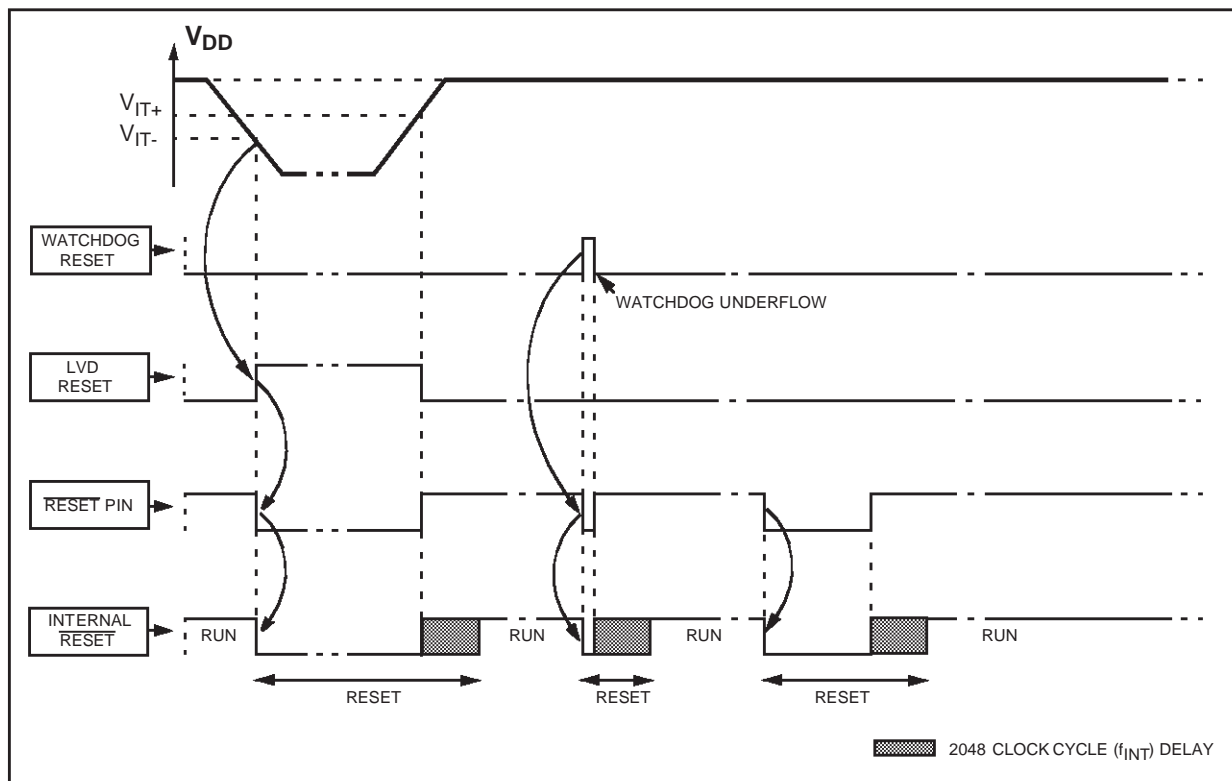 VDD
VIT+
VIT-
WATCHDOG
RESET
WATCHDOG UNDERFLOW
LVD
RESET
RESET PIN
INTERNAL
RESET
RUN
RUN
RUN
RUN
RESET
RESET
RESET
2048 CLOCK CYCLE (fINT) DELAY